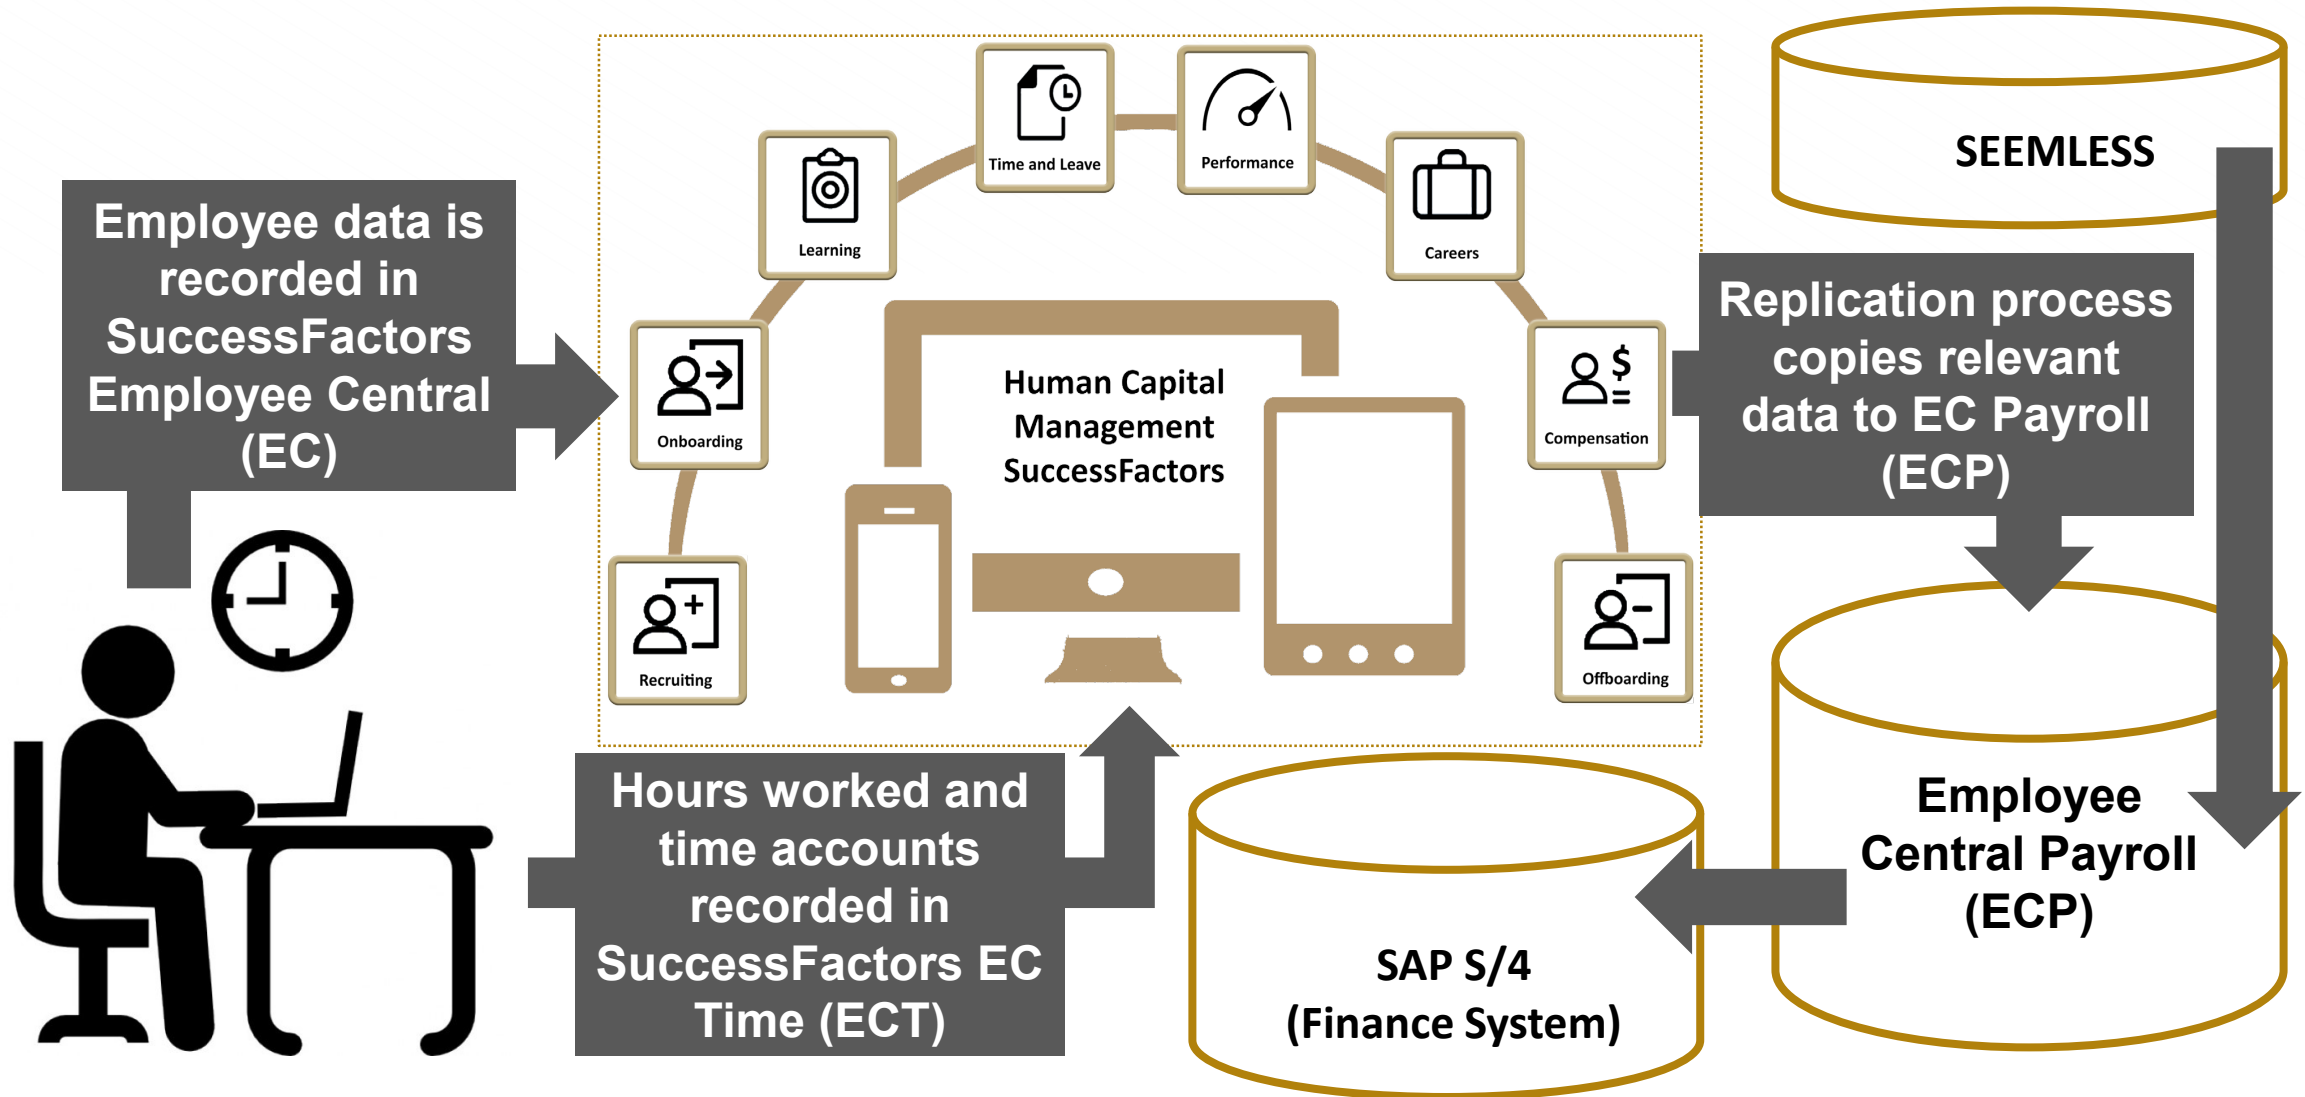 Employee data is
recorded in
SuccessFactors
Employee Central
(EC)
Recruiting
Onboarding
Learning
Time and Leave
Performance
Careers
Compensation
Offboarding
Human Capital
Management
SuccessFactors
Hours worked and
time accounts
recorded in
SuccessFactors EC
Time (ECT)
SEEMLESS
Replication process
copies relevant
data to EC Payroll
(ECP)
Employee
Central Payroll
(ECP)
SAP S/4
(Finance System)